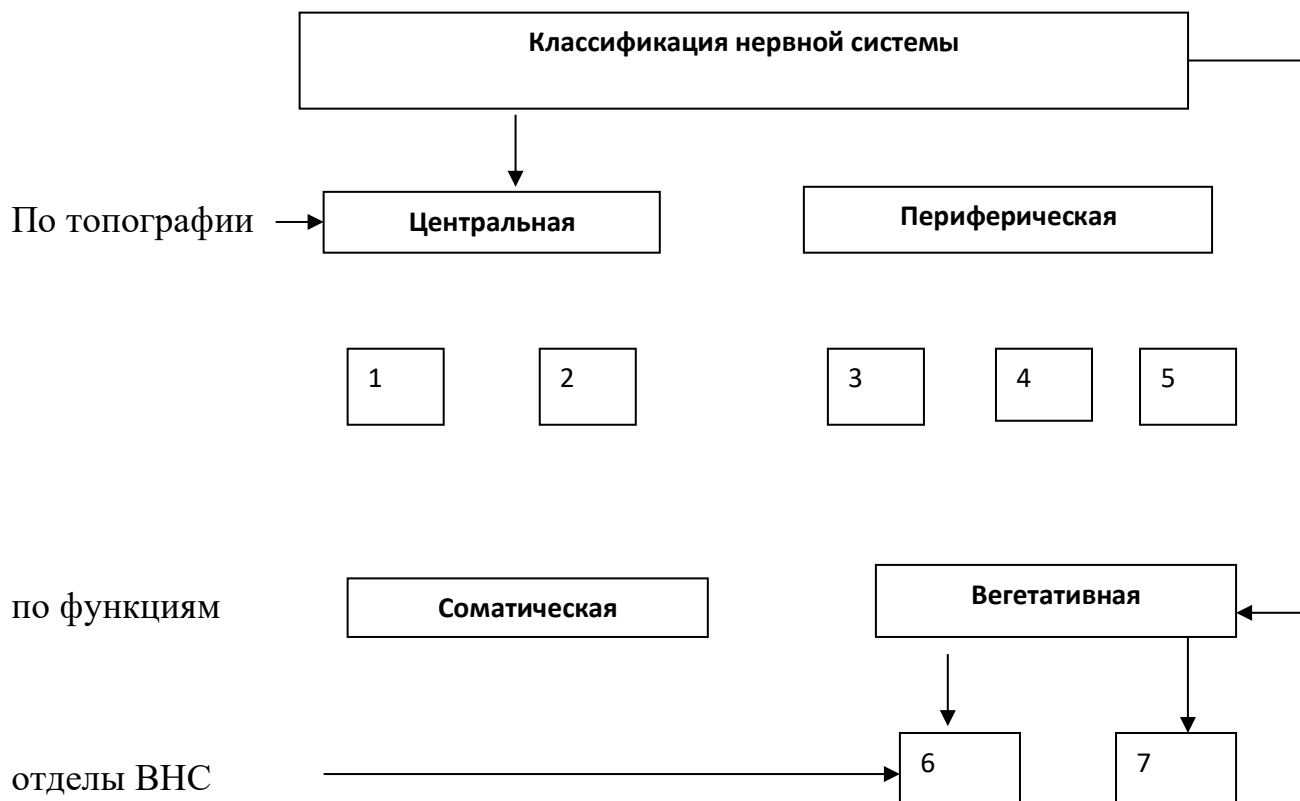 Классификация нервной системы
По топографии
Центральная
Периферическая
1
2
3
4
5
по функциям
Соматическая
Вегетативная
отделы ВНС
6
7